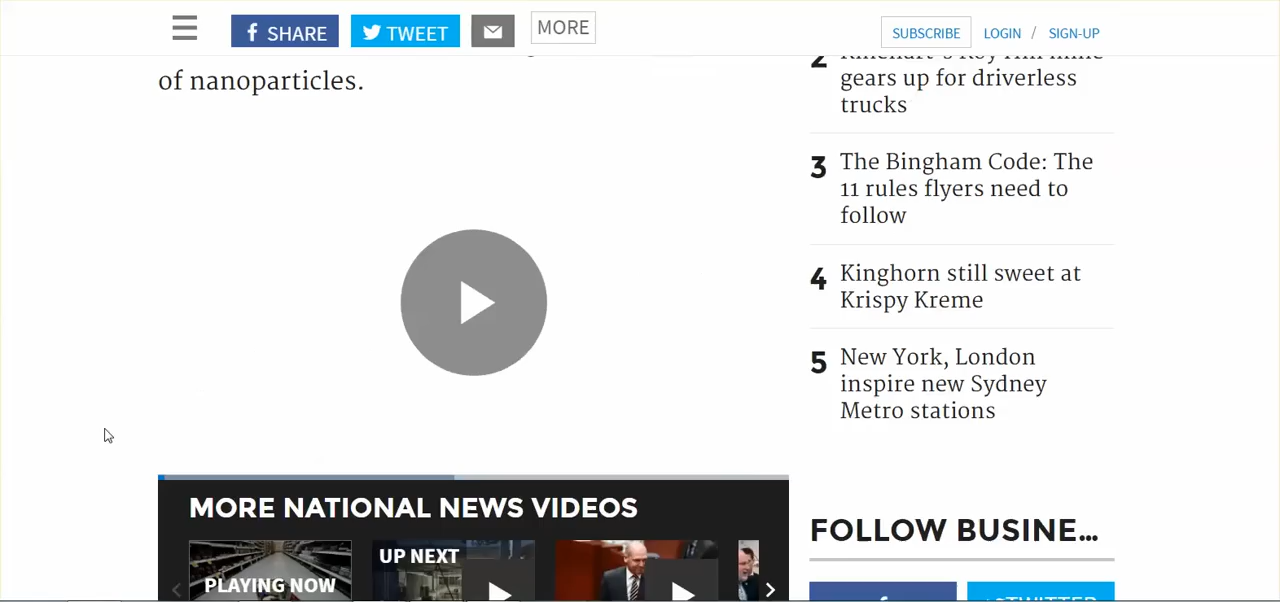 SHARE
TWEET
MORE
SUBSCRIBE
LOGIN / SIGN-UP
of nanoparticles.
2
gears up for driverless
trucks
3 The Bingham Code: The
11 rules flyers need to
follow
4 Kinghorn still sweet at
Krispy Kreme
5 New York, London
inspire new Sydney
Metro stations
MORE NATIONAL NEWS VIDEOS
PLAYING NOW
UP NEXT
FOLLOW BUSINE...
TWITTER